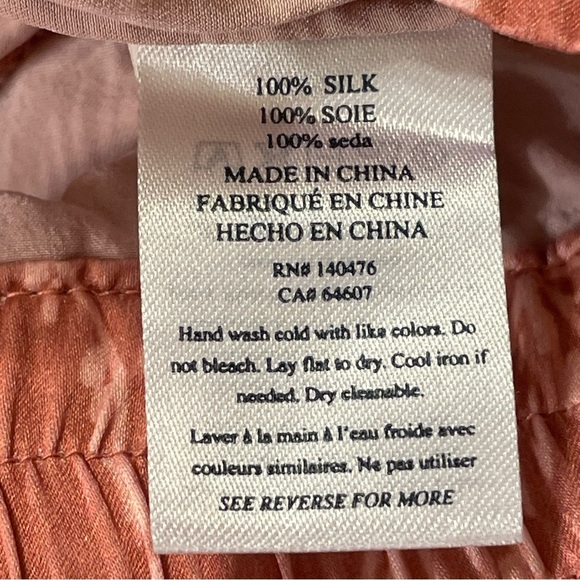 100% SILK
100% SOIE
100% seda
MADE IN CHINA
FABRIQUÉ EN CHINE
HECHO EN CHINA
RN# 140476
CA# 64607
Hand wash cold with like colors. Do
not bleach. Lay flat to dry. Cool iron if
needed. Dry cleanable.
Laver à la main à l'eau froide avec
couleurs similaires. Ne pas utiliser
SEE REVERSE FOR MORE